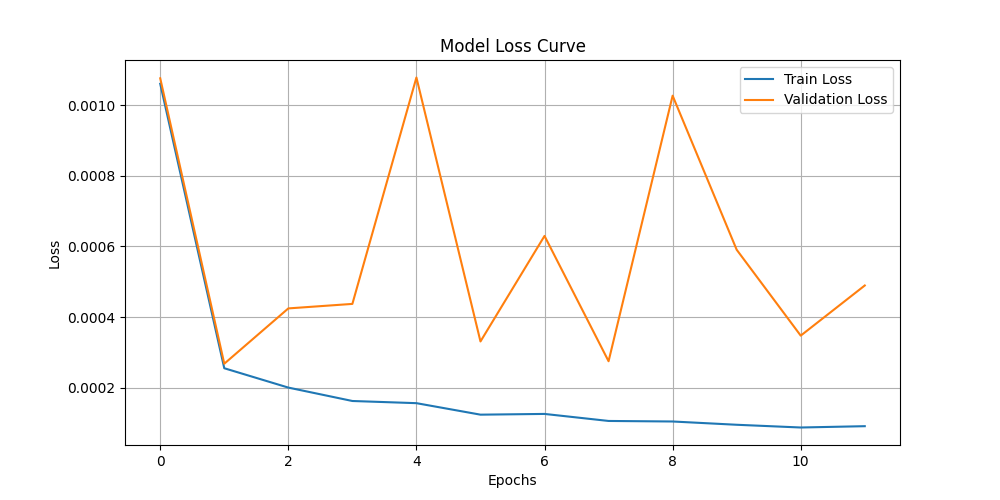 Model Loss Curve
Train Loss
Validation Loss
0.0010
0.0008
0.0006
0.0004
0.0002
Loss
0 2 4 6 8 10
Epochs